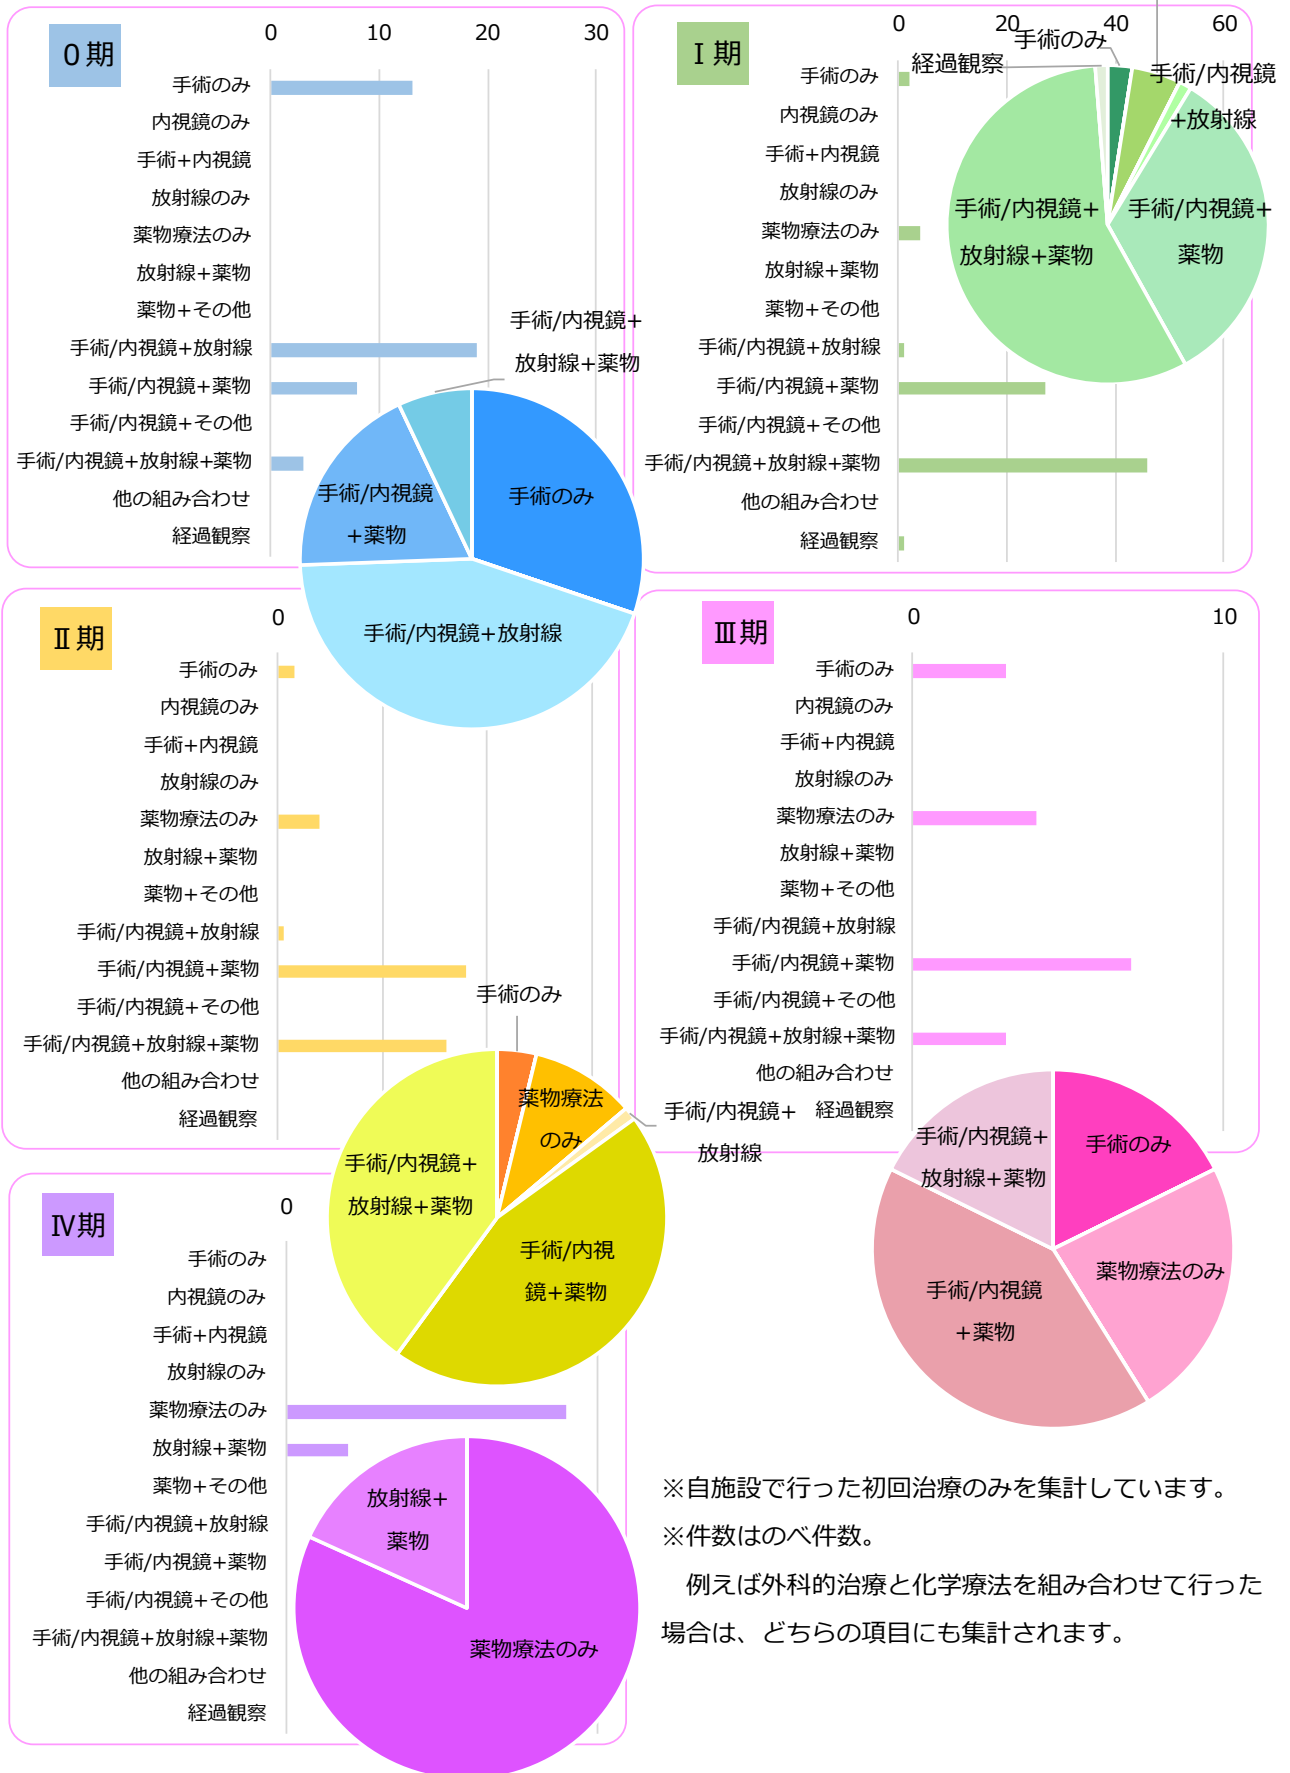 0期
0
10
20
30
手術のみ
内視鏡のみ
手術+内視鏡
放射線のみ
薬物療法のみ
放射線+薬物
薬物+その他
手術/内視鏡+放射線
手術/内視鏡+薬物
手術/内視鏡+その他
手術/内視鏡+放射線+薬物
他の組み合わせ
経過観察
手術/内視鏡+
放射線+薬物
手術/内視鏡
+薬物
手術のみ
手術/内視鏡+放射線
Ⅰ期
0
20
40
60
手術のみ
内視鏡のみ
手術+内視鏡
放射線のみ
薬物療法のみ
放射線+薬物
薬物+その他
手術/内視鏡+放射線
手術/内視鏡+薬物
手術/内視鏡+その他
手術/内視鏡+放射線+薬物
他の組み合わせ
経過観察
手術のみ
経過観察
手術/内視鏡
+放射線
手術/内視鏡+
放射線+薬物
手術/内視鏡+
薬物
Ⅱ期
0
手術のみ
内視鏡のみ
手術+内視鏡
放射線のみ
薬物療法のみ
放射線+薬物
薬物+その他
手術/内視鏡+放射線
手術/内視鏡+薬物
手術/内視鏡+その他
手術/内視鏡+放射線+薬物
他の組み合わせ
経過観察
手術のみ
薬物療法
のみ
手術/内視鏡+
放射線
手術/内視鏡+
放射線+薬物
手術/内視
鏡+薬物
Ⅲ期
0
10
手術のみ
内視鏡のみ
手術+内視鏡
放射線のみ
薬物療法のみ
放射線+薬物
薬物+その他
手術/内視鏡+放射線
手術/内視鏡+薬物
手術/内視鏡+その他
手術/内視鏡+放射線+薬物
他の組み合わせ
経過観察
手術/内視鏡+
放射線+薬物
手術のみ
薬物療法のみ
手術/内視鏡
+薬物
Ⅳ期
0
手術のみ
内視鏡のみ
手術+内視鏡
放射線のみ
薬物療法のみ
放射線+薬物
薬物+その他
手術/内視鏡+放射線
手術/内視鏡+薬物
手術/内視鏡+その他
手術/内視鏡+放射線+薬物
他の組み合わせ
経過観察
放射線+
薬物
薬物療法のみ
※自施設で行った初回治療のみを集計しています。
※件数はのべ件数。
例えば外科的治療と化学療法を組み合わせて行った
場合は、どちらの項目にも集計されます。